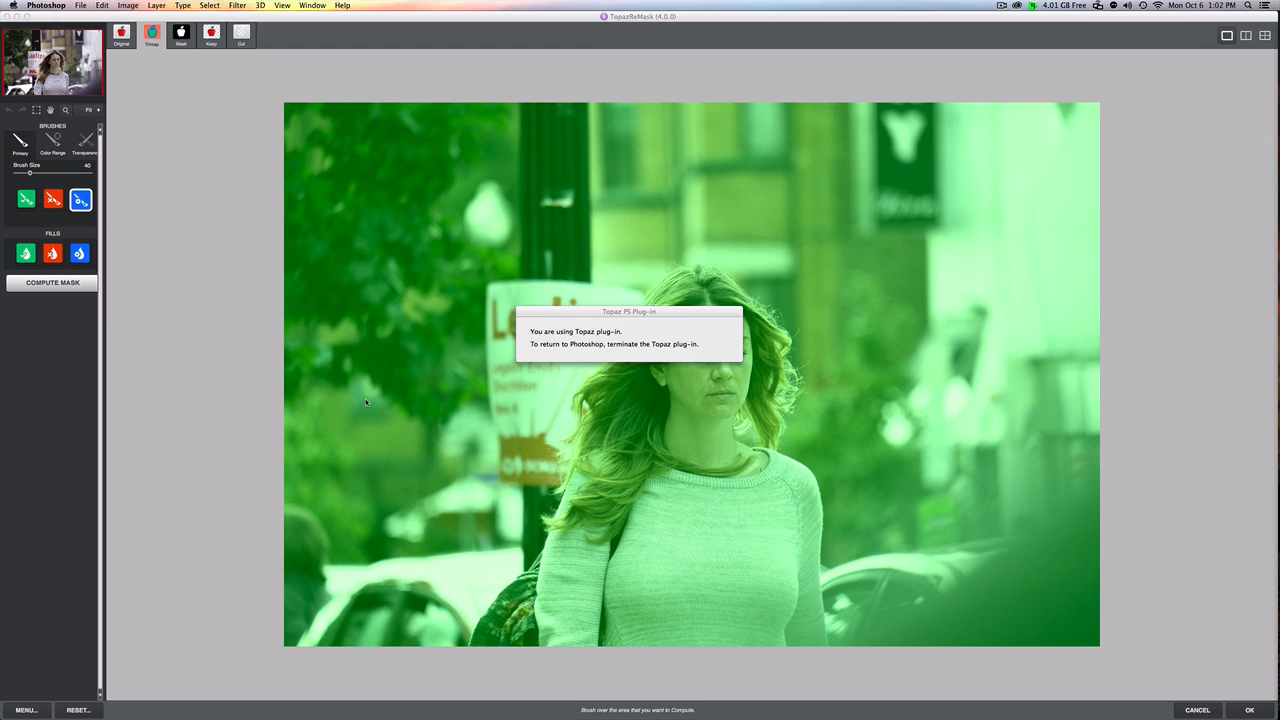 Photoshop File Edit Image Layer Type Select Filter 3D View Window Help
4.01 GB Free Mon Oct 6 1:02 PM
TopazReMask (4.0.0)
Original Trimap Mask Keep Cut
Fit
BRUSHES
Primary Color Range Transparenc
Brush Size 40
FILLS
COMPUTE MASK
Topaz PS Plug-in
You are using Topaz plug-in.
To return to Photoshop, terminate the Topaz plug-in.
MENU... RESET...
Brush over the area that you want to Compute.
CANCEL OK